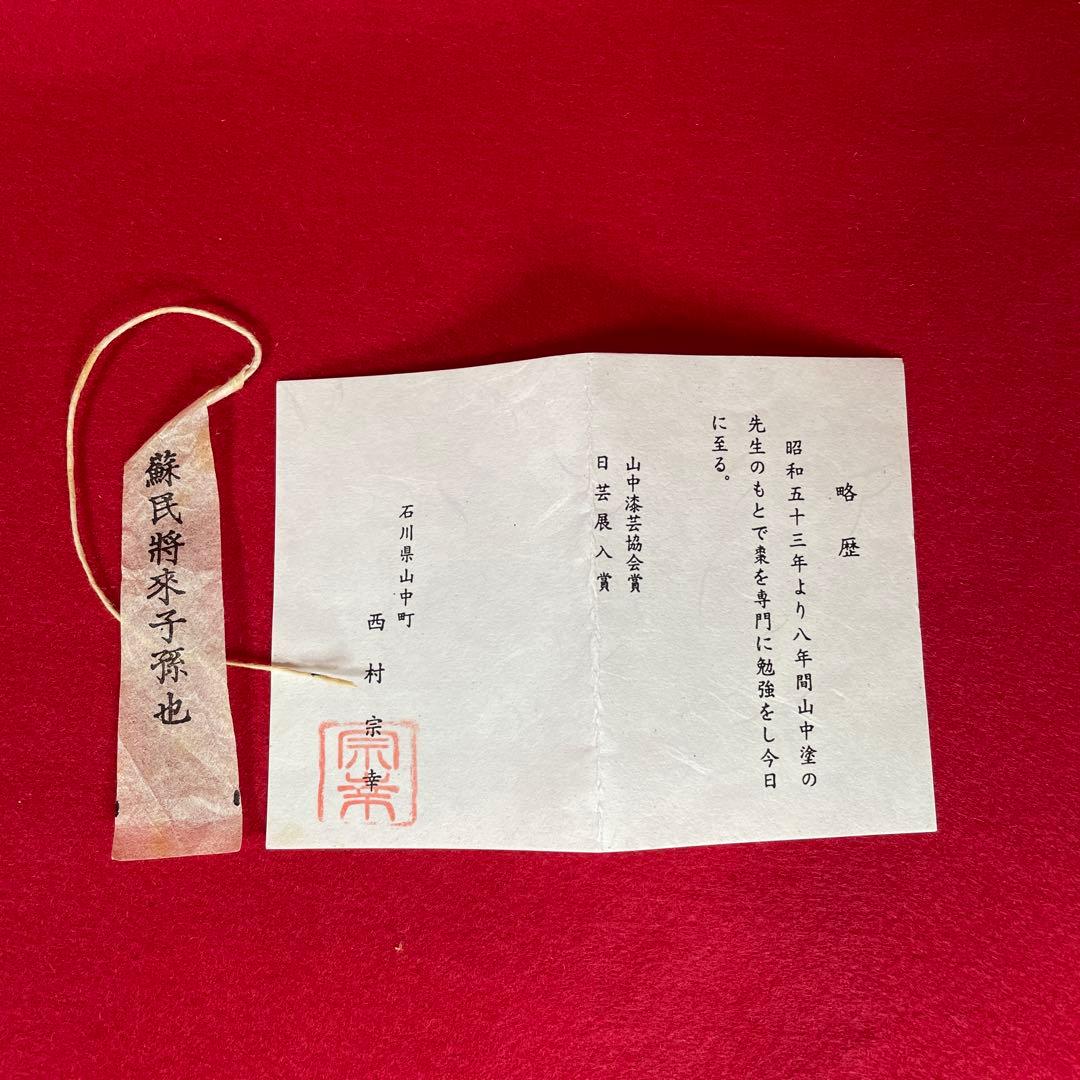 略歴
昭和五十三年より八年間山中塗の
先生のもとで棗を専門に勉強をし今日
に至る。
山中漆芸協会賞
日芸展入賞
石川県山中町
西村宗幸
宗幸
蘇民將來子孫也